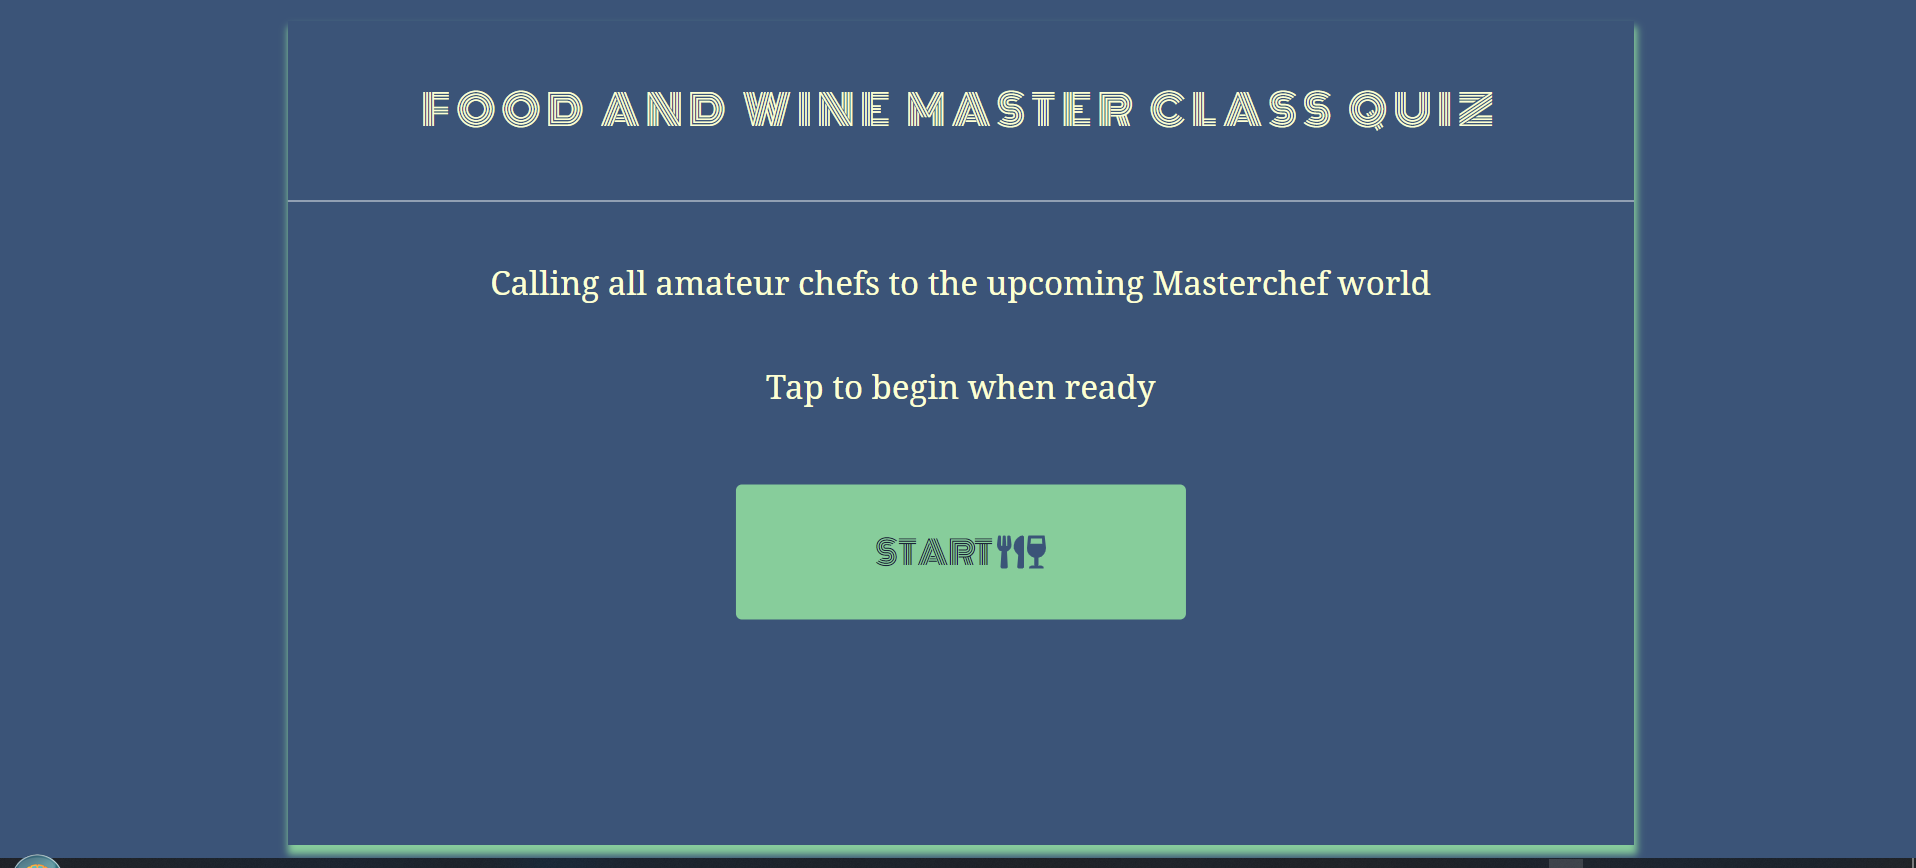 FOOD AND WINE MASTER CLASS QUIZ
Calling all amateur chefs to the upcoming Masterchef world
Tap to begin when ready
START